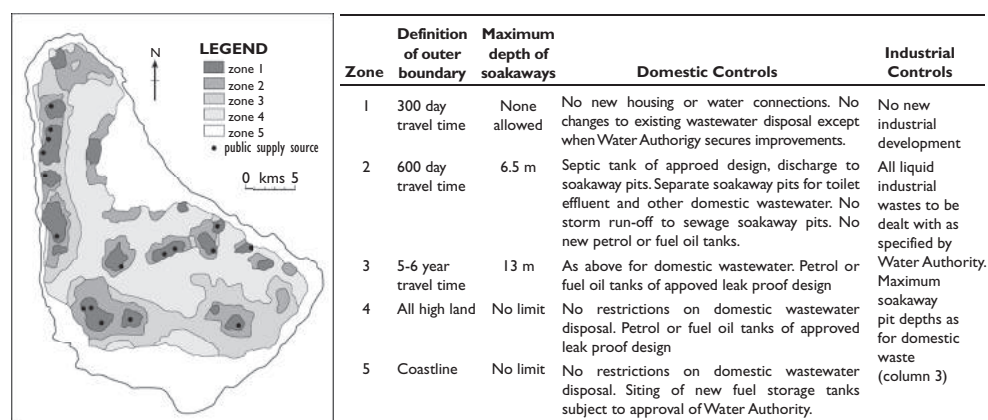 N
LEGEND
zone 1
zone 2
zone 3
zone 4
zone 5
public supply source
0 kms 5
Zone
Definition
of outer
boundary
Maximum
depth of
soakaways
Domestic Controls
Industrial
Controls
1
300 day
travel time
None
allowed
No new housing or water connections. No
changes to existing wastewater disposal except
when Water Authorigy secures improvements.
No new
industrial
development
2
600 day
travel time
6.5 m
Septic tank of approed design, discharge to
soakaway pits. Separate soakaway pits for toilet
effluent and other domestic wastewater. No
storm run-off to sewage soakaway pits. No
new petrol or fuel oil tanks.
All liquid
industrial
wastes to be
dealt with as
specified by
Water Authority.
Maximum
soakaway
pit depths as
for domestic
waste
(column 3)
3
5-6 year
travel time
13 m
As above for domestic wastewater. Petrol or
fuel oil tanks of appoved leak proof design
4
All high land
No limit
No restrictions on domestic wastewater
disposal. Petrol or fuel oil tanks of approved
leak proof design
5
Coastline
No limit
No restrictions on domestic wastewater
disposal. Siting of new fuel storage tanks
subject to approval of Water Authority.